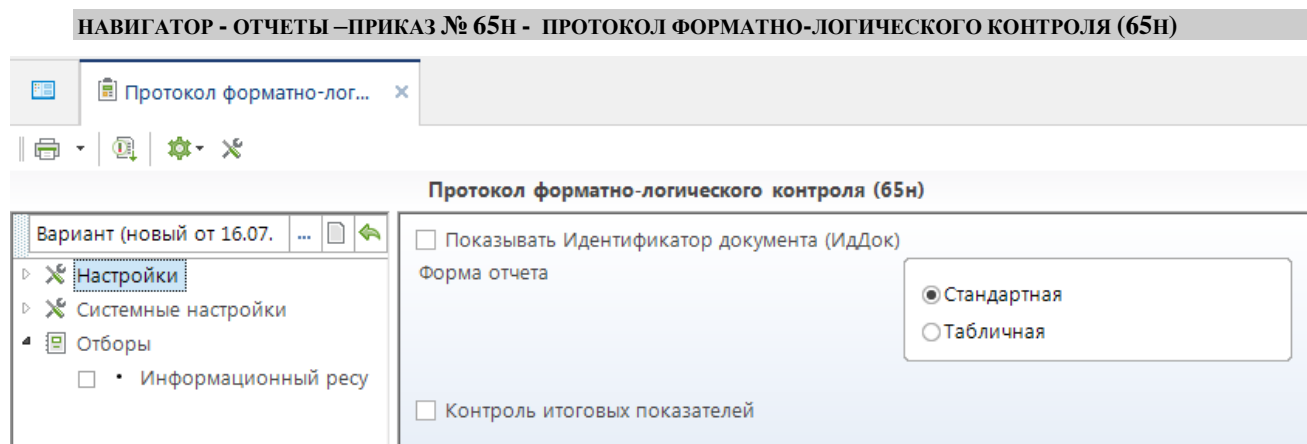 НАВИГАТОР - ОТЧЕТЫ –ПРИКАЗ № 65Н - ПРОТОКОЛ ФОРМАТНО-ЛОГИЧЕСКОГО КОНТРОЛЯ (65Н)
Протокол форматно-лог...
Протокол форматно-логического контроля (65н)
Вариант (новый от 16.07. ...
Настройки
Системные настройки
Отборы
Информационный ресу
Показывать Идентификатор документа (ИдДок)
Форма отчета
Стандартная
Табличная
Контроль итоговых показателей